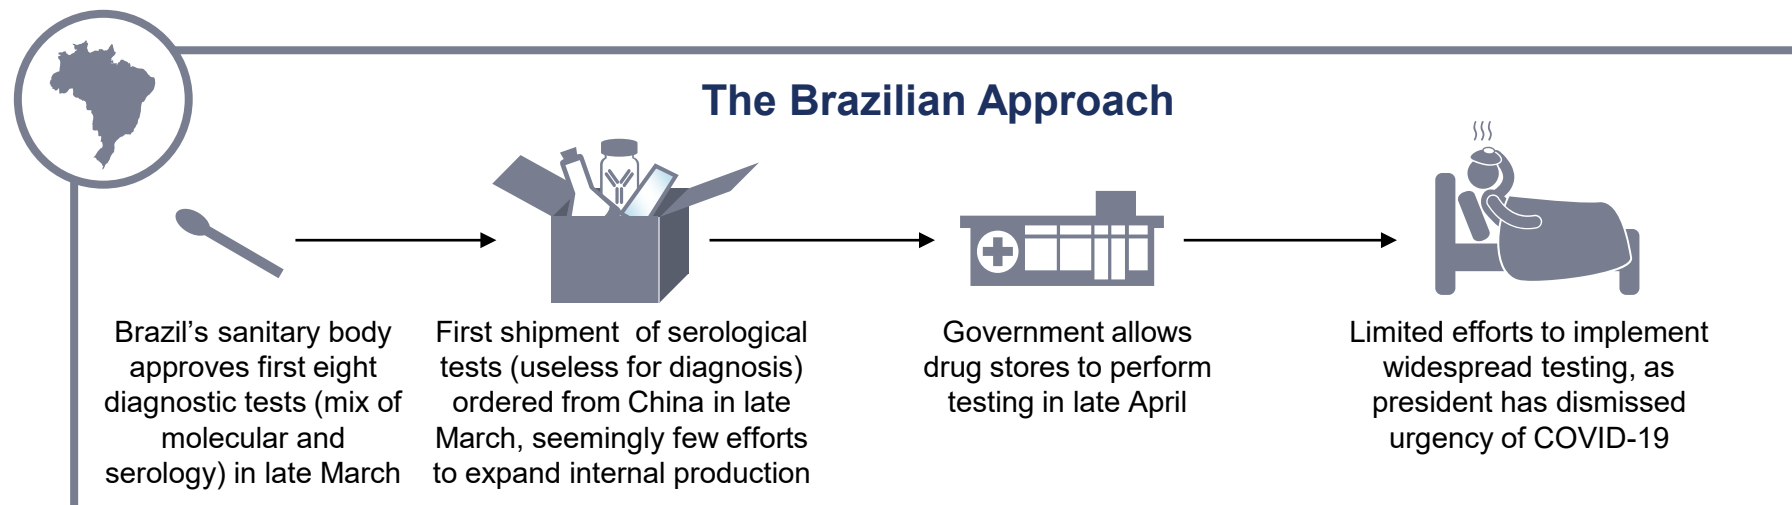 The Brazilian Approach
Brazil’s sanitary body
approves first eight
diagnostic tests (mix of
molecular and
serology) in late March
First shipment  of serological
tests (useless for diagnosis)
ordered from China in late
March, seemingly few efforts
to expand internal production
Government allows
drug stores to perform
testing in late April
Limited efforts to implement
widespread testing, as
president has dismissed
urgency of COVID-19